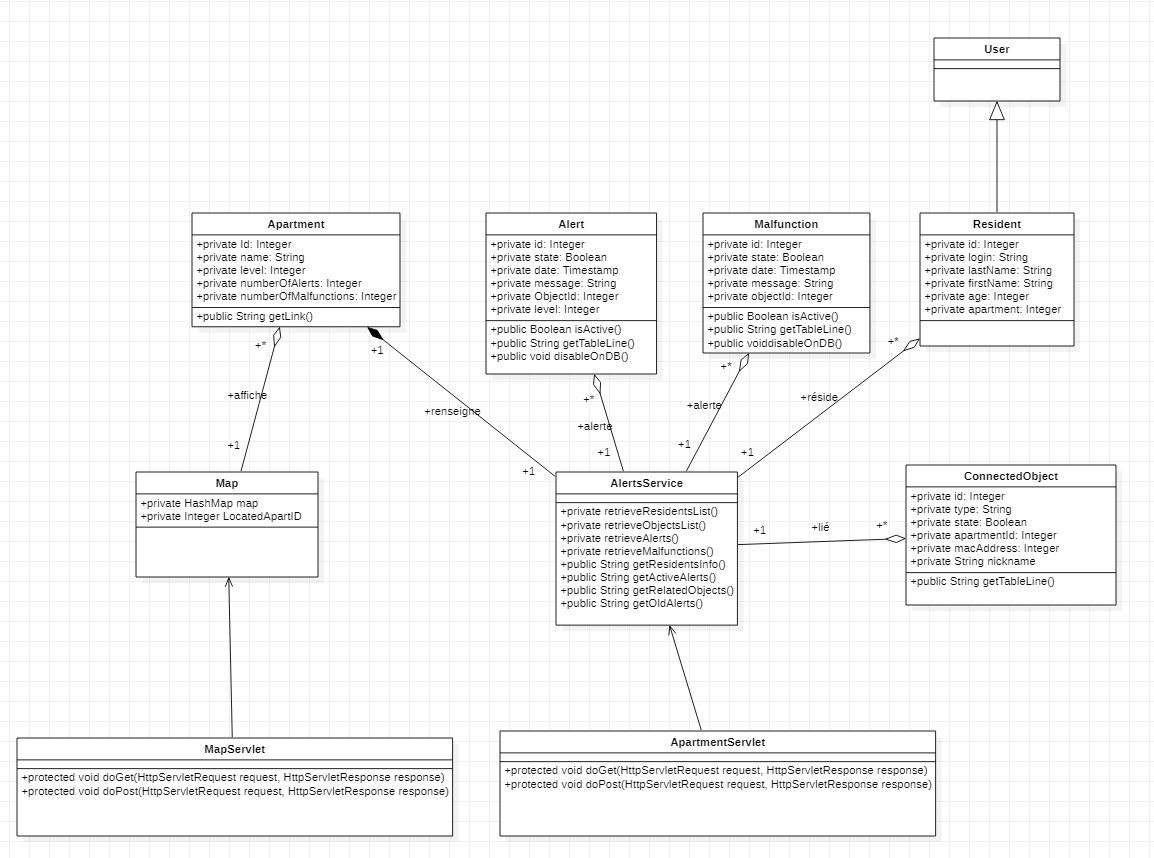 User
Apartment
+private Id: Integer
+private name: String
+private level: Integer
+private numberOfAlerts: Integer
+private numberOfMalfunctions: Integer
+public String getLink()
Alert
+private id: Integer
+private state: Boolean
+private date: Timestamp
+private message: String
+private ObjectId: Integer
+private level: Integer
+public Boolean isActive()
+public String getTableLine()
+public void disableOnDB()
Malfunction
+private id: Integer
+private state: Boolean
+private date: Timestamp
+private message: String
+private objectId: Integer
+public Boolean isActive()
+public String getTableLine()
+public voiddisableOnDB()
Resident
+private id: Integer
+private login: String
+private lastName: String
+private firstName: String
+private age: Integer
+private apartment: Integer
+*
+affiche
+1
+1
+renseigne
+1
+*
+alerte
+1
+*
+alerte
+1
+*
+réside
+1
Map
+private HashMap map
+private Integer LocatedApartID
AlertsService
+private retrieveResidentsList()
+private retrieveObjectsList()
+private retrieveAlerts()
+private retrieveMalfunctions()
+public String getResidentsInfo()
+public String getActiveAlerts()
+public String getRelatedObjects()
+public String getOldAlerts()
+1
+lié
+*
ConnectedObject
+private id: Integer
+private type: String
+private state: Boolean
+private apartmentId: Integer
+private macAddress: Integer
+private String nickname
+public String getTableLine()
MapServlet
+protected void doGet(HttpServletRequest request, HttpServletResponse response)
+protected void doPost(HttpServletRequest request, HttpServletResponse response)
ApartmentServlet
+protected void doGet(HttpServletRequest request, HttpServletResponse response)
+protected void doPost(HttpServletRequest request, HttpServletResponse response)